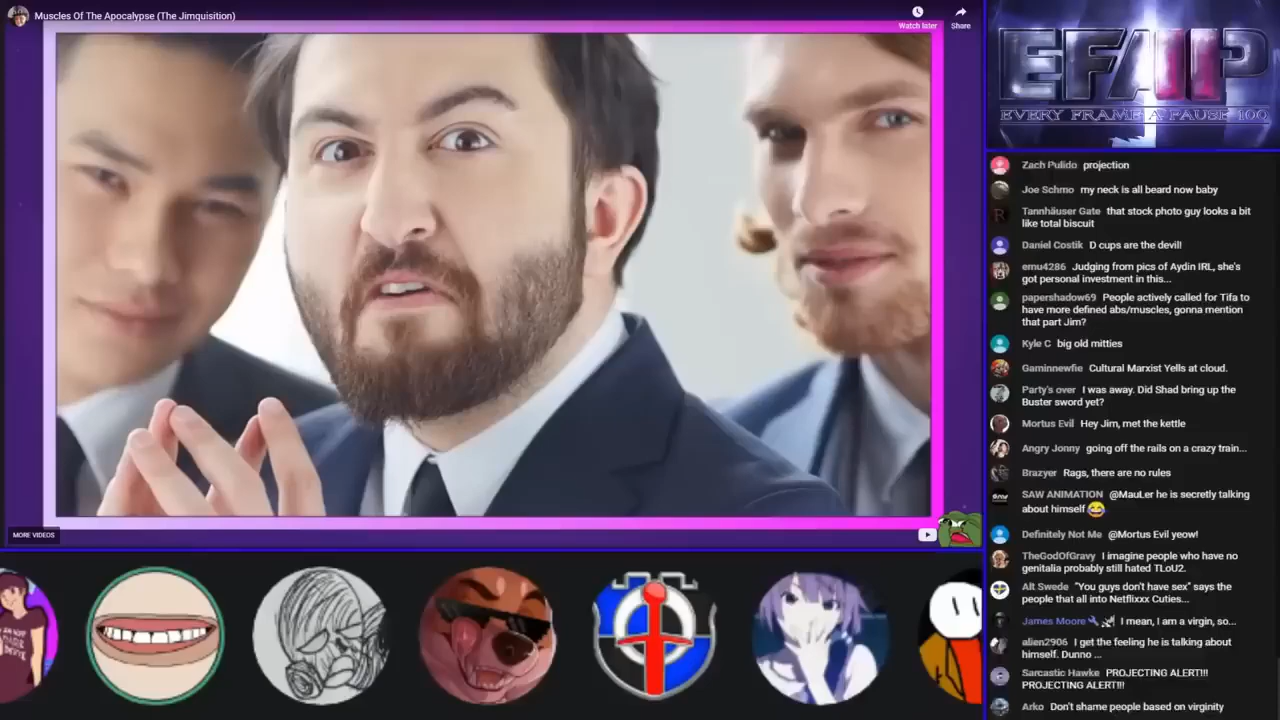 Muscles Of The Apocalypse (The Jimquisition)
Watch later
Share
EFAP
EVERY FRAME A PAUSE 100
Zach Pulido projection
Joe Schmo my neck is all beard now baby
Tannhäuser Gate that stock photo guy looks a bit
like total biscuit
Daniel Costik D cups are the devil!
emu4286 Judging from pics of Aydin IRL, she's
got personal investment in this...
papershadow69 People actively called for Tifa to
have more defined abs/muscles, gonna mention
that part Jim?
Kyle C big old mitties
Gaminnewfie Cultural Marxist Yells at cloud.
Party's over I was away. Did Shad bring up the
Buster sword yet?
Mortus Evil Hey Jim, met the kettle
Angry Jonny going off the rails on a crazy train...
Brazyer Rags, there are no rules
SAW ANIMATION @MauLer he is secretly talking
about himself
Definitely Not Me @Mortus Evil yeow!
TheGodOfGravy I imagine people who have no
genitalia probably still hated TLoU2.
Alt Swede "You guys don't have sex" says the
people that all into Netflixxx Cuties...
James Moore I mean, I am a virgin, so...
alien2906 I get the feeling he is talking about
himself. Dunno ...
Sarcastic Hawke PROJECTING ALERT!!!
PROJECTING ALERT!!!
Arko Don't shame people based on virginity
MORE VIDEOS